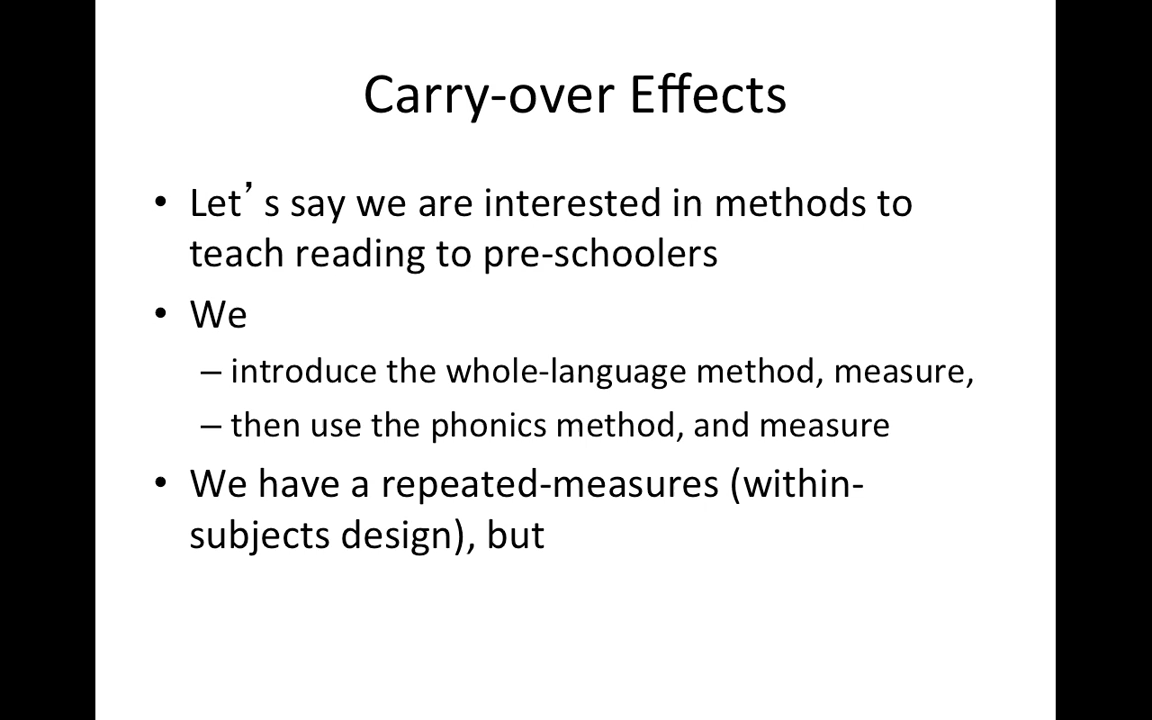 Carry-over Effects
• Let’ s say we are interested in methods to
teach reading to pre-schoolers
• We
– introduce the whole-language method, measure,
– then use the phonics method, and measure
• We have a repeated-measures (within-
subjects design), but